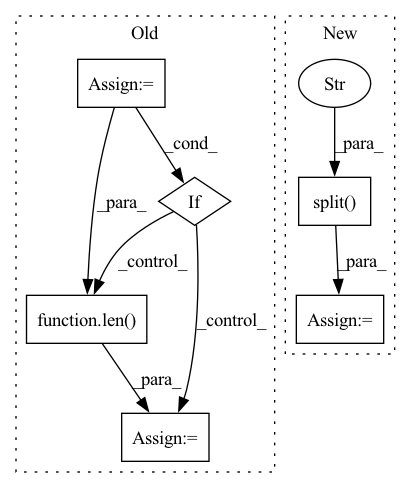 Old
New
Assign:=
Str
_cond_
_para_
If
_para_
split()
_control_
_para_
function.len()
_control_
Assign:=
_para_
Assign:=